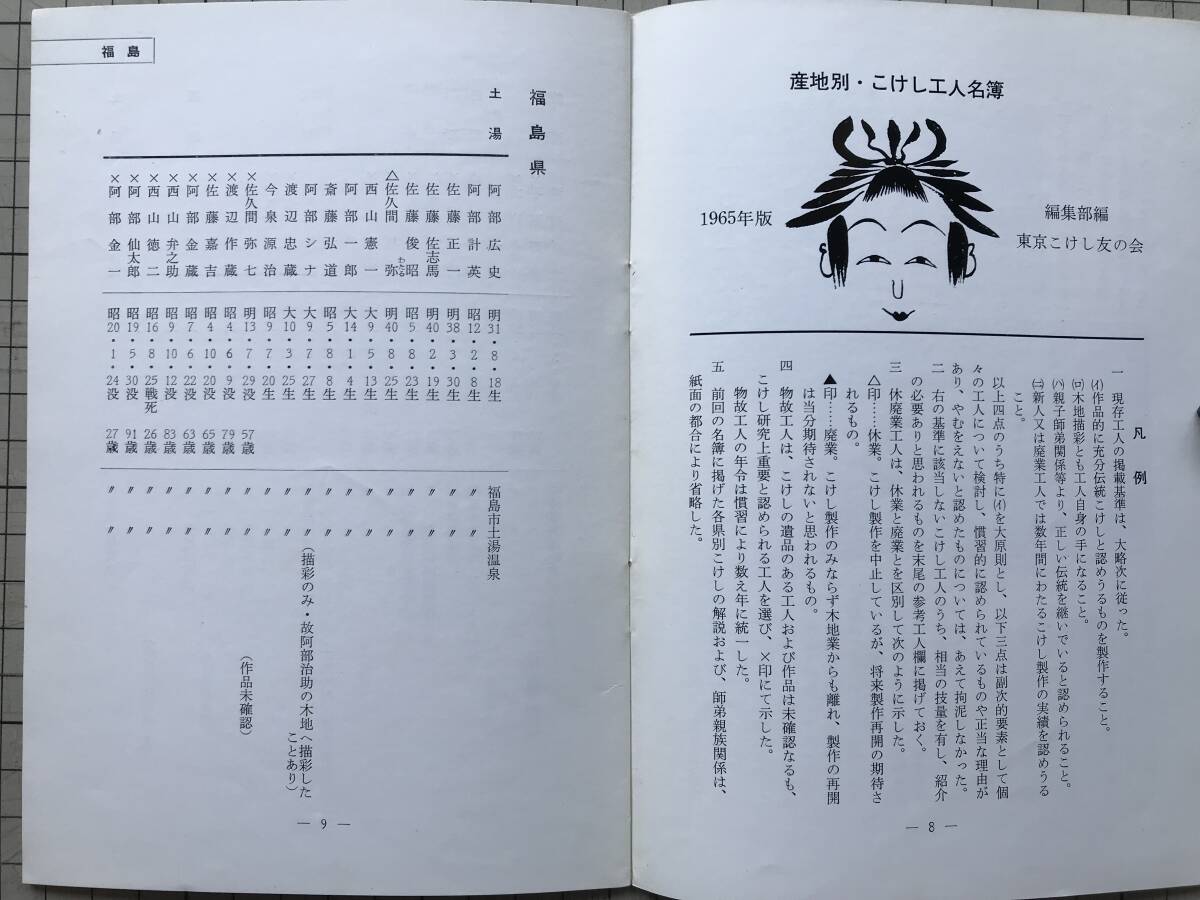 産地別・こけし工人名簿
編集部編
東京こけし友の会
1965年版
凡例
一　現存工人の掲載基準は、大略次に従った。
(イ)作品的に充分伝統こけしと認めうるものを製作すること。
(ロ)木地描彩とも工人自身の手になること。
(ハ)親子師弟関係等より、正しい伝統を継いでいると認められること。
(ニ)新人又は廃業工人では数年間にわたるこけし製作の実績を認めうる
こと。
以上四点のうち特に(イ)を大原則とし、以下三点は副次的要素として個
々の工人について検討し、慣習的に認められているものや正当な理由が
あり、やむをえないと認めたものについては、あえて拘泥しなかった。
二　右の基準に該当しないこけし工人のうち、相当の技量を有し、紹介
の必要ありと思われるものを末尾の参考工人欄に掲げておく。
三　休廃業工人は、休業と廃業とを区別して次のように示した。
△印……休業。こけし製作を中止しているが、将来製作再開の期待さ
れるもの。
▲印……廃業。こけし製作のみならず木地業からも離れ、製作の再開
は当分期待されないと思われるもの。
四　物故工人は、こけしの遺品のある工人および作品は未確認なるも、
こけし研究上重要と認められる工人を選び、×印にて示した。
物故工人の年令は慣習により数え年に統一した。
五　前回の名簿に掲げた各県別こけしの解説および、師弟親族関係は、
紙面の都合により省略した。
— 8 —
福島
福島県
土湯
阿部広史　明31・8・18生　福島市土湯温泉
阿部計英　昭12・2・8生　〃　〃
佐藤正一　明38・3・30生　〃　〃
佐藤佐志馬　明40・2・19生　〃　〃
佐藤俊昭　昭5・8・23生　〃　〃
△佐久間弥　わたる　明40・8・25生　〃　〃
西山憲一　大9・5・13生　〃　〃
阿部一郎　大14・1・4生　〃　〃
斎藤弘道　昭5・8・8生　〃　〃
阿部シナ　大9・7・27生　〃　〃　（描彩のみ・故阿部治助の木地へ描彩した
ことあり）
渡辺忠蔵　大10・3・25生　〃　〃
今泉源治　昭9・7・20生　〃　〃
×佐久間弥七　明13・7・29没　57歳　〃　〃　（作品未確認）
×渡辺作蔵　昭4・6・9没　79歳　〃　〃
×佐藤嘉吉　昭4・10・20没　65歳　〃　〃
×阿部金蔵　昭7・6・22没　63歳　〃　〃
×西山弁之助　昭9・10・12没　83歳　〃　〃
×西山徳二　昭16・8・25戦死　26歳　〃　〃
×阿部仙太郎　昭19・5・30没　91歳　〃　〃
×阿部金一　昭20・1・24没　27歳　〃　〃
— 9 —